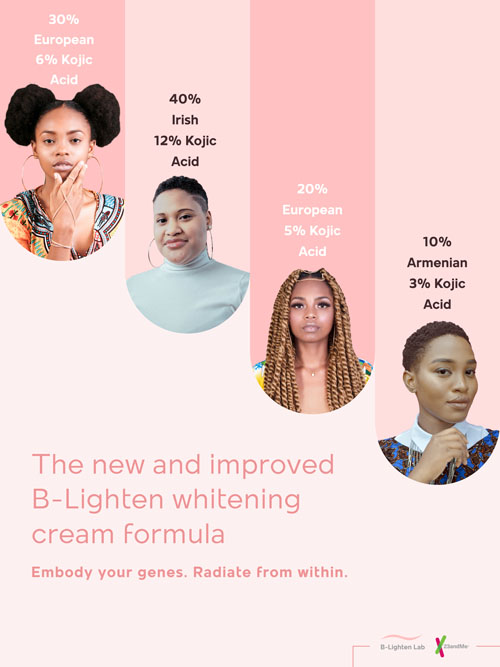 30%
European
6% Kojic
Acid
40%
Irish
12% Kojic
Acid
20%
European
5% Kojic
Acid
10%
Armenian
3% Kojic
Acid
The new and improved
B-Lighten whitening
cream formula
Embody your genes. Radiate from within.
B-Lighten Lab
23andMe